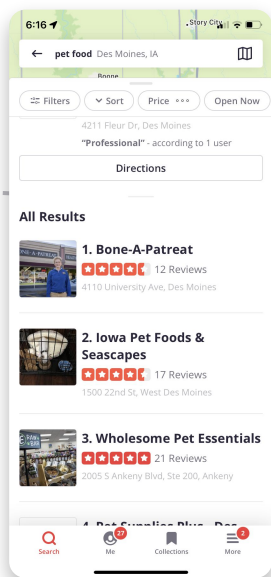 6:16
Story City
pet food Des Moines, IA
Boone
Filters
Sort
Price
Open Now
4211 Fleur Dr, Des Moines
“Professional” - according to 1 user
Directions
All Results
1. Bone-A-Patreat
12 Reviews
4110 University Ave, Des Moines
2. Iowa Pet Foods &
Seascapes
17 Reviews
1500 22nd St, West Des Moines
3. Wholesome Pet Essentials
21 Reviews
2005 S Ankeny Blvd, Ste 200, Ankeny
4. Pet Supplies Plus - Des
27
2
Search
Me
Collections
More